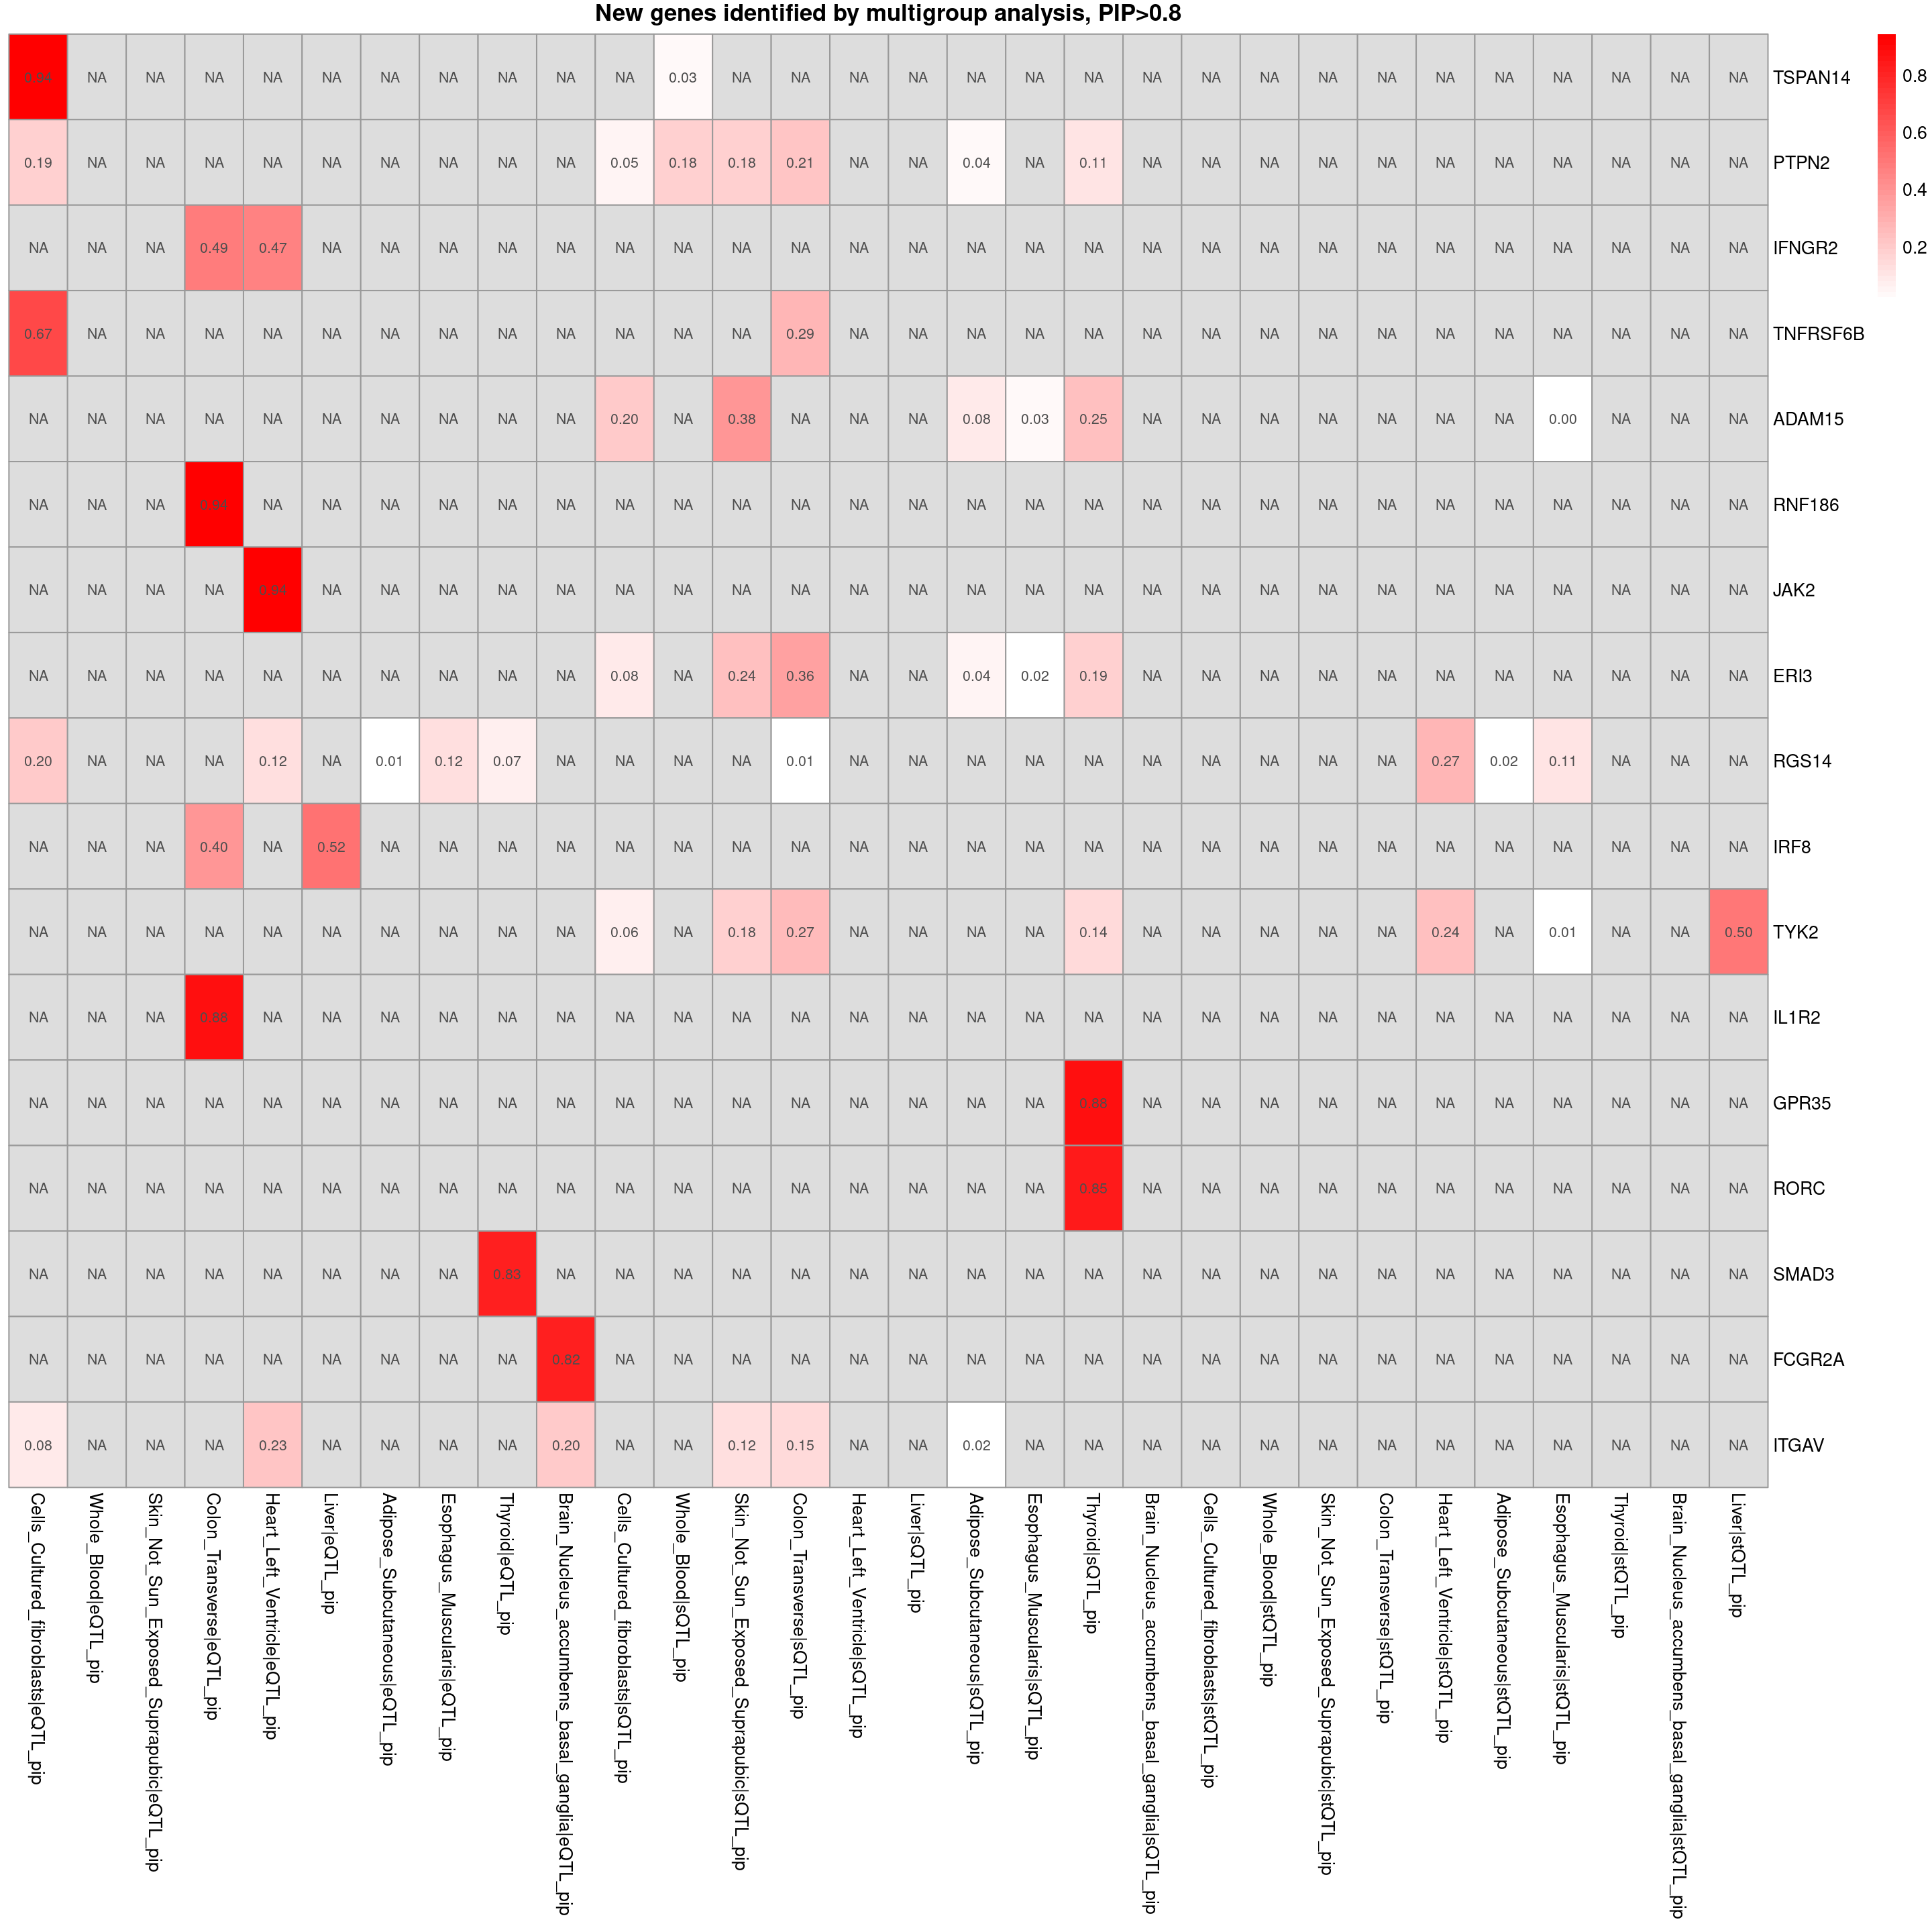 New genes identified by multigroup analysis, PIP>0.8
0.94 NA NA NA NA NA NA NA NA NA NA 0.03 NA NA NA NA NA NA NA NA NA NA NA NA NA NA NA NA NA NA TSPAN14
0.19 NA NA NA NA NA NA NA NA NA 0.05 0.18 0.18 0.21 NA NA 0.04 NA 0.11 NA NA NA NA NA NA NA NA NA NA NA PTPN2
NA NA NA 0.49 0.47 NA NA NA NA NA NA NA NA NA NA NA NA NA NA NA NA NA NA NA NA NA NA NA NA NA IFNGR2
0.67 NA NA NA NA NA NA NA NA NA NA NA NA 0.29 NA NA NA NA NA NA NA NA NA NA NA NA NA NA NA NA TNFRSF6B
NA NA NA NA NA NA NA NA NA NA 0.20 NA 0.38 NA NA NA 0.08 0.03 0.25 NA NA NA NA NA NA NA 0.00 NA NA NA ADAM15
NA NA NA 0.94 NA NA NA NA NA NA NA NA NA NA NA NA NA NA NA NA NA NA NA NA NA NA NA NA NA NA RNF186
NA NA NA NA 0.94 NA NA NA NA NA NA NA NA NA NA NA NA NA NA NA NA NA NA NA NA NA NA NA NA NA JAK2
NA NA NA NA NA NA NA NA NA NA 0.08 NA 0.24 0.36 NA NA 0.04 0.02 0.19 NA NA NA NA NA NA NA NA NA NA NA ERI3
0.20 NA NA NA 0.12 NA 0.01 0.12 0.07 NA NA NA NA 0.01 NA NA NA NA NA NA NA NA NA NA 0.27 0.02 0.11 NA NA NA RGS14
NA NA NA 0.40 NA 0.52 NA NA NA NA NA NA NA NA NA NA NA NA NA NA NA NA NA NA NA NA NA NA NA NA IRF8
NA NA NA NA NA NA NA NA NA NA 0.06 NA 0.18 0.27 NA NA NA NA 0.14 NA NA NA NA NA 0.24 NA 0.01 NA NA 0.50 TYK2
NA NA NA 0.88 NA NA NA NA NA NA NA NA NA NA NA NA NA NA NA NA NA NA NA NA NA NA NA NA NA NA IL1R2
NA NA NA NA NA NA NA NA NA NA NA NA NA NA NA NA NA NA 0.88 NA NA NA NA NA NA NA NA NA NA NA GPR35
NA NA NA NA NA NA NA NA NA NA NA NA NA NA NA NA NA NA 0.85 NA NA NA NA NA NA NA NA NA NA NA RORC
NA NA NA NA NA NA NA NA 0.83 NA NA NA NA NA NA NA NA NA NA NA NA NA NA NA NA NA NA NA NA NA SMAD3
NA NA NA NA NA NA NA NA NA 0.82 NA NA NA NA NA NA NA NA NA NA NA NA NA NA NA NA NA NA NA NA FCGR2A
0.08 NA NA NA 0.23 NA NA NA NA 0.20 NA NA 0.12 0.15 NA NA 0.02 NA NA NA NA NA NA NA NA NA NA NA NA NA ITGAV
Cells_Cultured_fibroblasts|eQTL_pip
Whole_Blood|eQTL_pip
Skin_Not_Sun_Exposed_Suprapubic|eQTL_pip
Colon_Transverse|eQTL_pip
Heart_Left_Ventricle|eQTL_pip
Liver|eQTL_pip
Adipose_Subcutaneous|eQTL_pip
Esophagus_Muscularis|eQTL_pip
Thyroid|eQTL_pip
Brain_Nucleus_accumbens_basal_ganglia|eQTL_pip
Cells_Cultured_fibroblasts|sQTL_pip
Whole_Blood|sQTL_pip
Skin_Not_Sun_Exposed_Suprapubic|sQTL_pip
Colon_Transverse|sQTL_pip
Heart_Left_Ventricle|sQTL_pip
Liver|sQTL_pip
Adipose_Subcutaneous|sQTL_pip
Esophagus_Muscularis|sQTL_pip
Thyroid|sQTL_pip
Brain_Nucleus_accumbens_basal_ganglia|sQTL_pip
Cells_Cultured_fibroblasts|stQTL_pip
Whole_Blood|stQTL_pip
Skin_Not_Sun_Exposed_Suprapubic|stQTL_pip
Colon_Transverse|stQTL_pip
Heart_Left_Ventricle|stQTL_pip
Adipose_Subcutaneous|stQTL_pip
Esophagus_Muscularis|stQTL_pip
Thyroid|stQTL_pip
Brain_Nucleus_accumbens_basal_ganglia|stQTL_pip
Liver|stQTL_pip
0.8
0.6
0.4
0.2